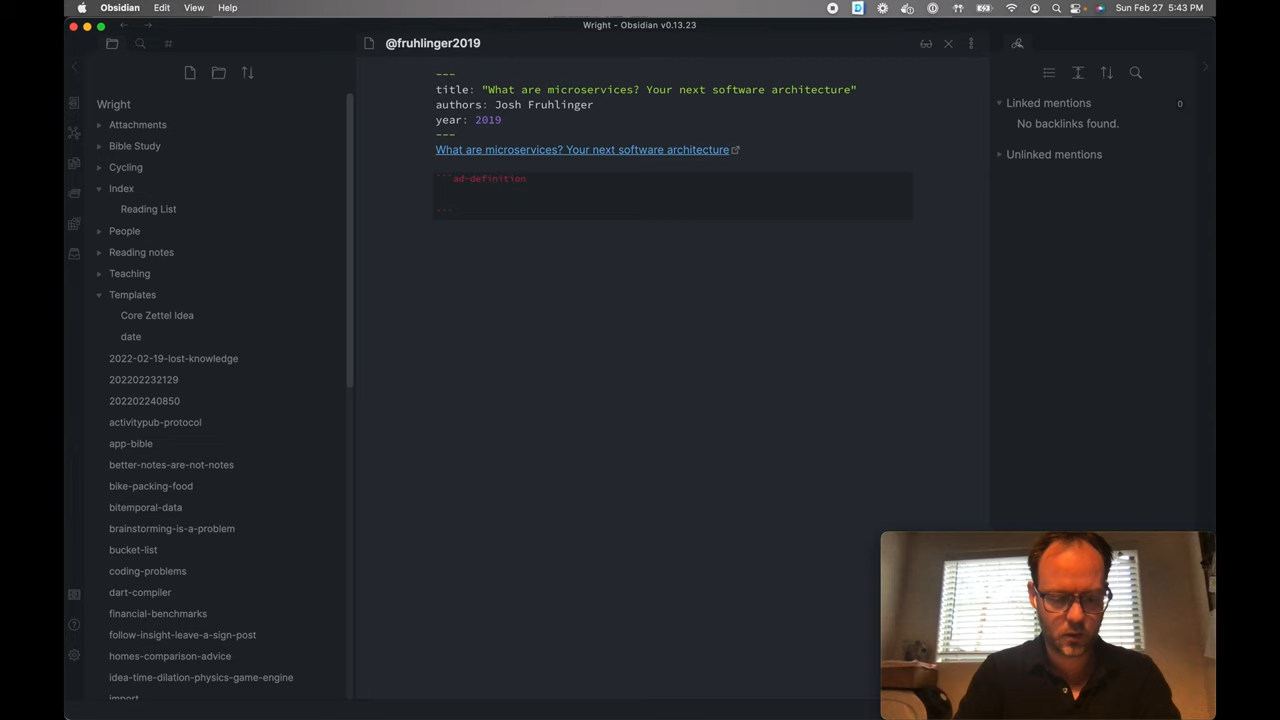 Obsidian Edit View Help
Sun Feb 27 5:43 PM
Wright - Obsidian v0.13.23
@fruhlinger2019
Wright
Attachments
Bible Study
Cycling
Index
Reading List
People
Reading notes
Teaching
Templates
Core Zettel Idea
date
2022-02-19-lost-knowledge
202202232129
202202240850
activitypub-protocol
app-bible
better-notes-are-not-notes
bike-packing-food
bitemporal-data
brainstorming-is-a-problem
bucket-list
coding-problems
dart-compiler
financial-benchmarks
follow-insight-leave-a-sign-post
homes-comparison-advice
idea-time-dilation-physics-game-engine
import
---
title: "What are microservices? Your next software architecture"
authors: Josh Fruhlinger
year: 2019
---
What are microservices? Your next software architecture
```ad-definition
```
Linked mentions 0
No backlinks found.
Unlinked mentions